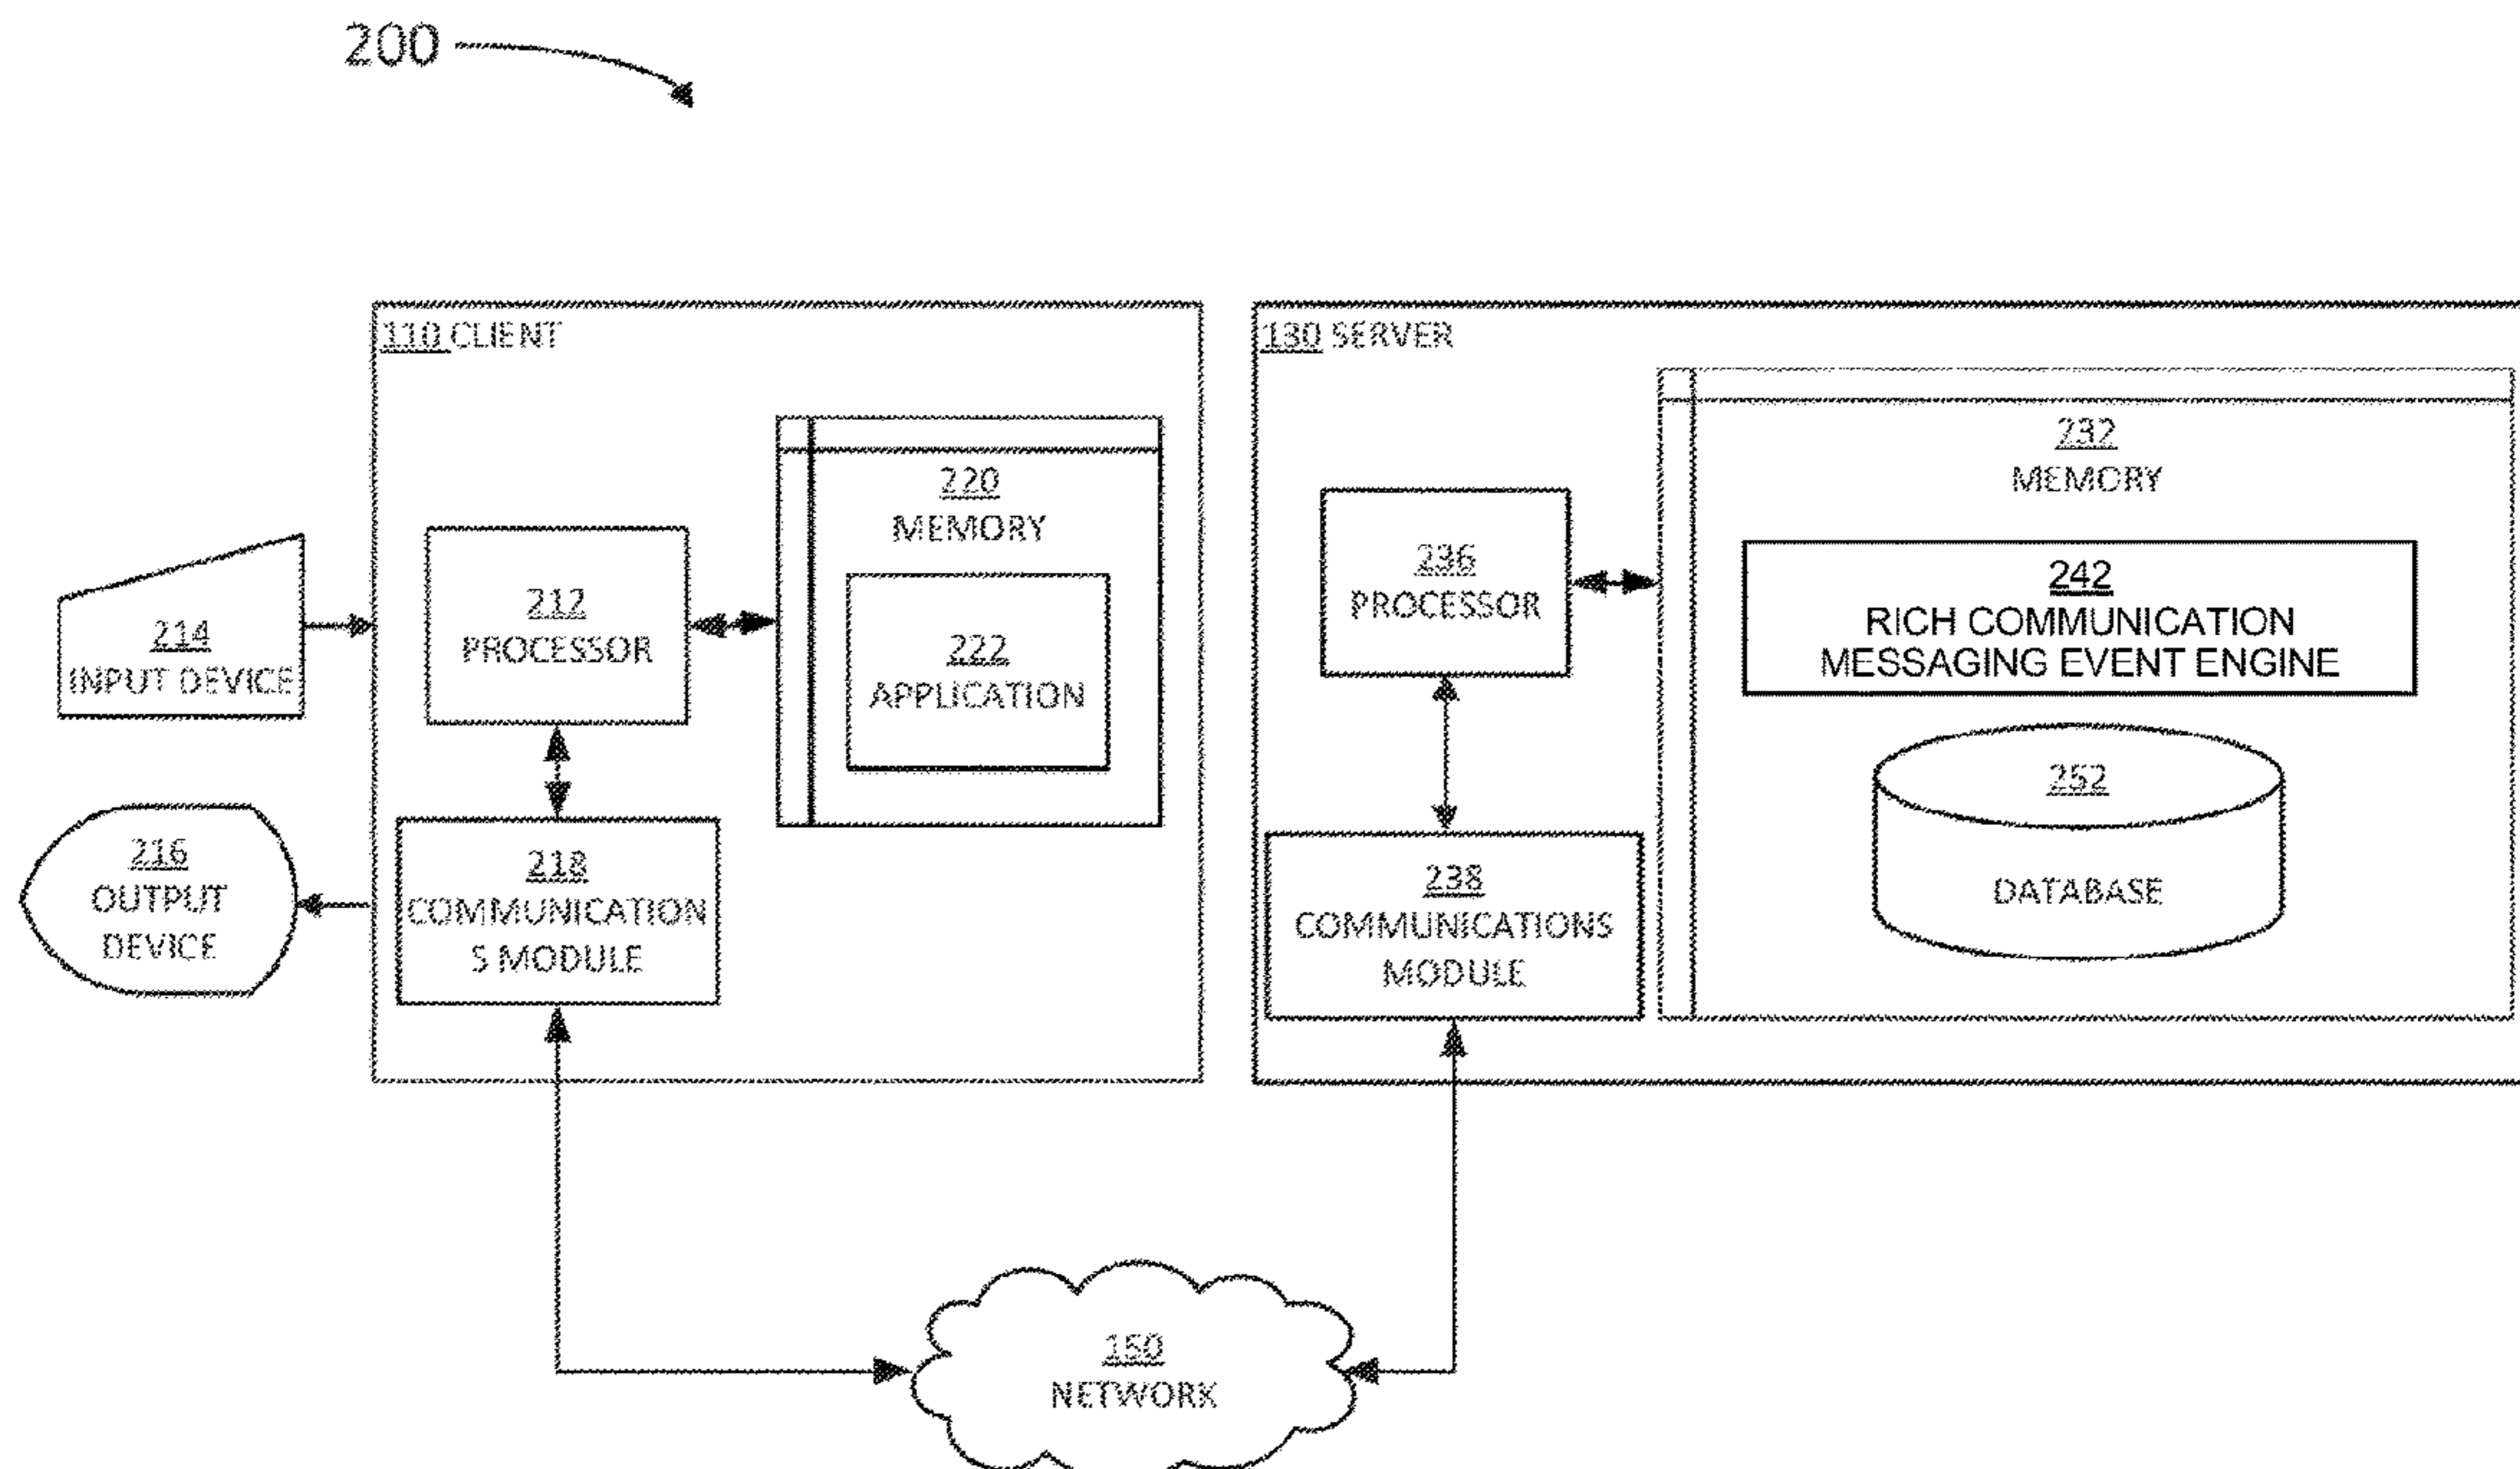 200
110 CLIENT
130 SERVER
214
INPUT DEVICE
216
OUTPUT
DEVICE
212
PROCESSOR
218
COMMUNICATION
S MODULE
220
MEMORY
222
APPLICATION
236
PROCESSOR
238
COMMUNICATIONS
MODULE
232
MEMORY
242
RICH COMMUNICATION
MESSAGING EVENT ENGINE
252
DATABASE
150
NETWORK